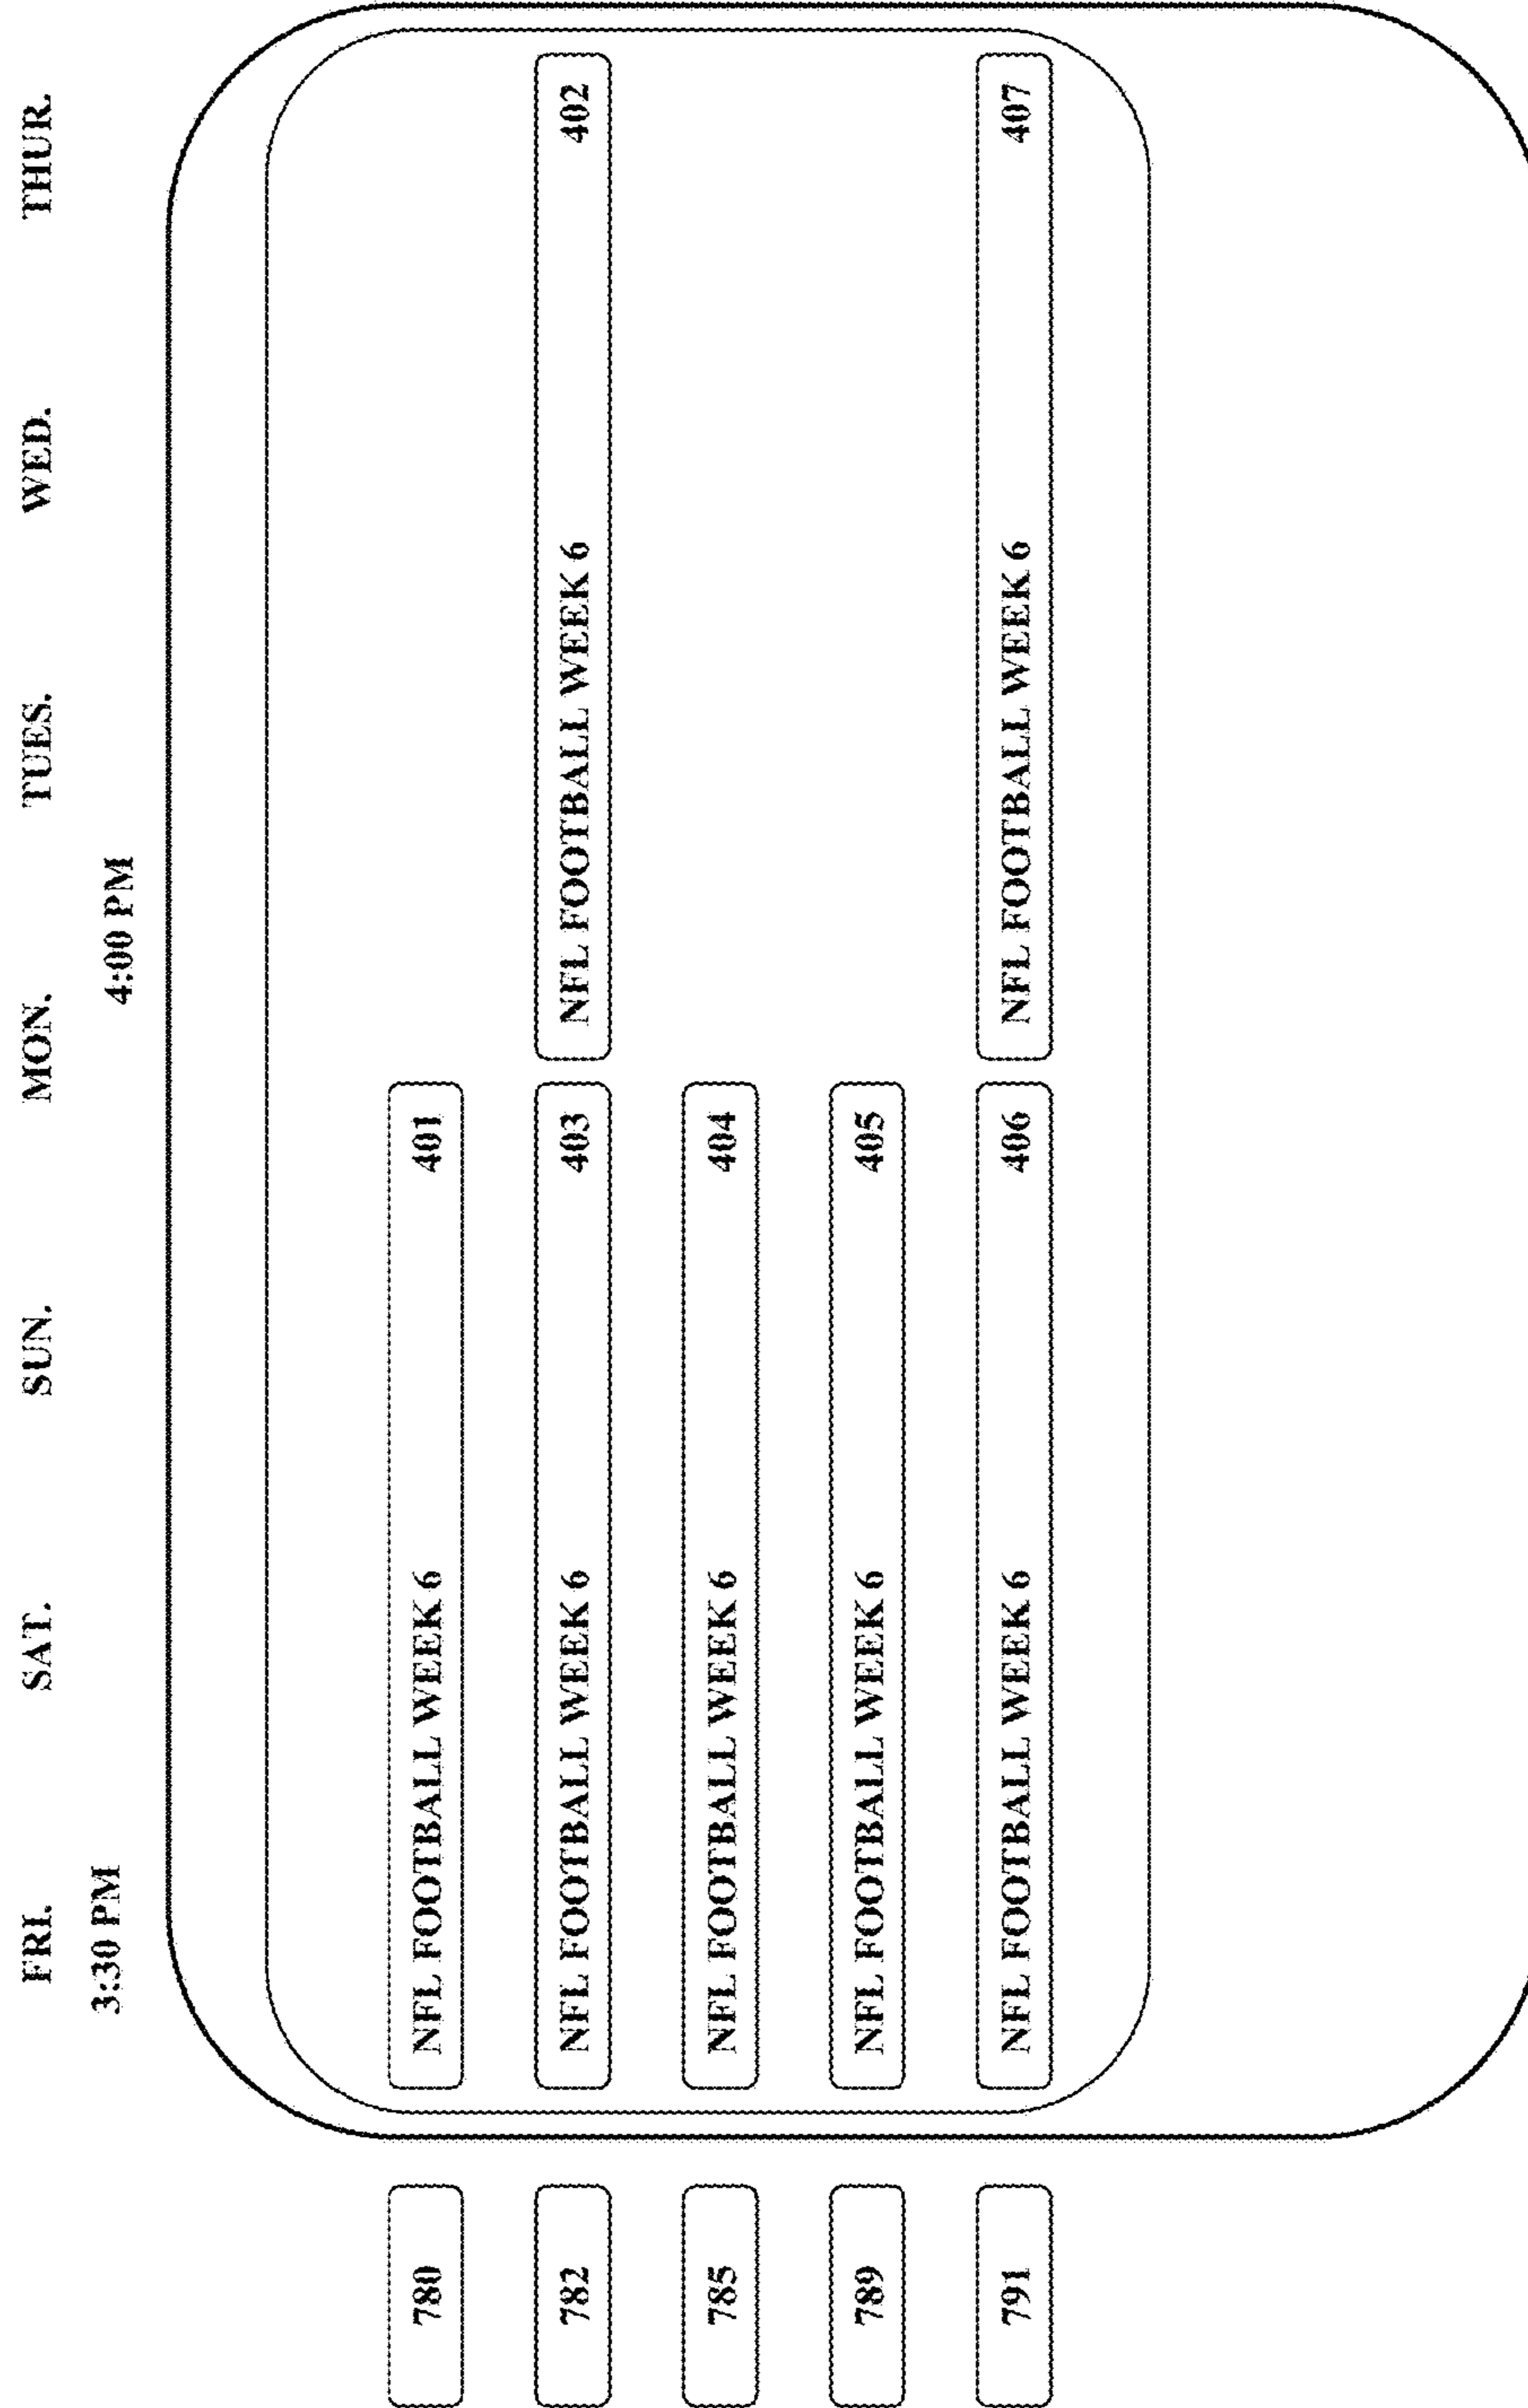 FRI. SAT. SUN. MON. TUES. WED. THUR.
3:30 PM 4:00 PM
780 NFL FOOTBALL WEEK 6 401
782 NFL FOOTBALL WEEK 6 403 NFL FOOTBALL WEEK 6 402
785 NFL FOOTBALL WEEK 6 404
789 NFL FOOTBALL WEEK 6 405
791 NFL FOOTBALL WEEK 6 406 NFL FOOTBALL WEEK 6 407